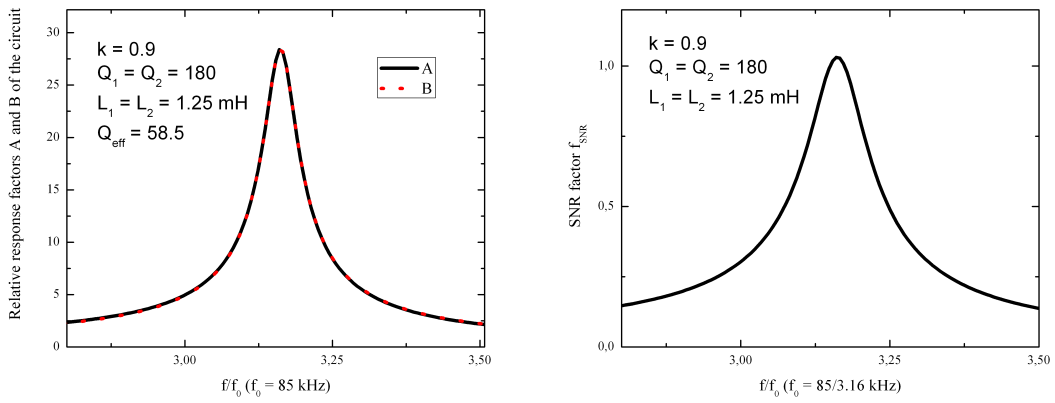 Relative response factors A and B of the circuit
30
25
20
15
10
5
0
k = 0.9
Q₁ = Q₂ = 180
L₁ = L₂ = 1.25 mH
Q_eff = 58.5
A
B
3,00
3,25
3,50
f/f₀ (f₀ = 85 kHz)
SNR factor f_SNR
1,0
0,5
0,0
k = 0.9
Q₁ = Q₂ = 180
L₁ = L₂ = 1.25 mH
3,00
3,25
3,50
f/f₀ (f₀ = 85/3.16 kHz)